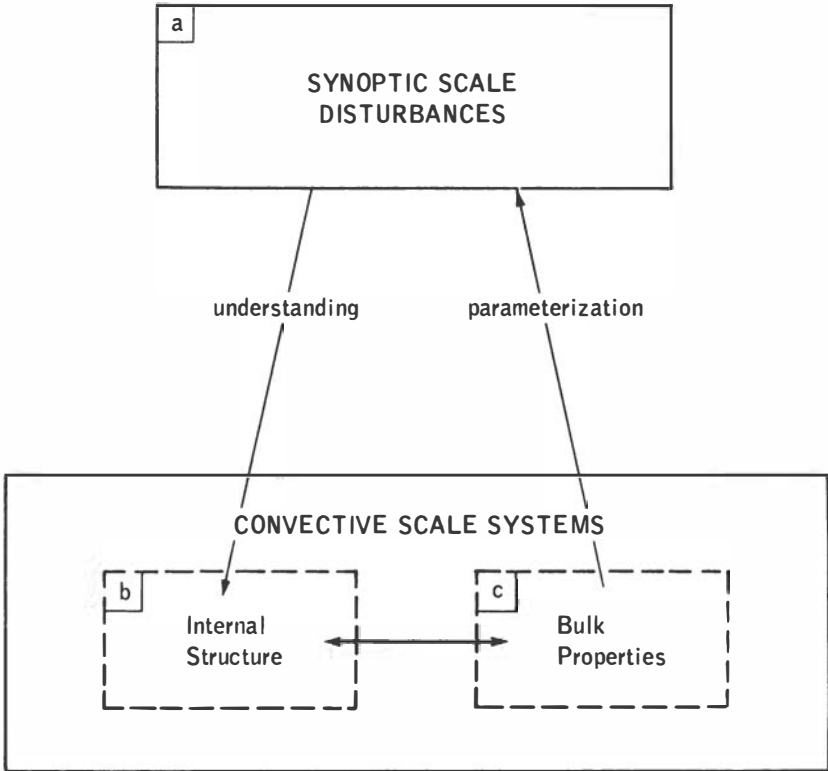 a
SYNOPTIC SCALE
DISTURBANCES
understanding
parameterization
CONVECTIVE SCALE SYSTEMS
b
Internal
Structure
c
Bulk
Properties